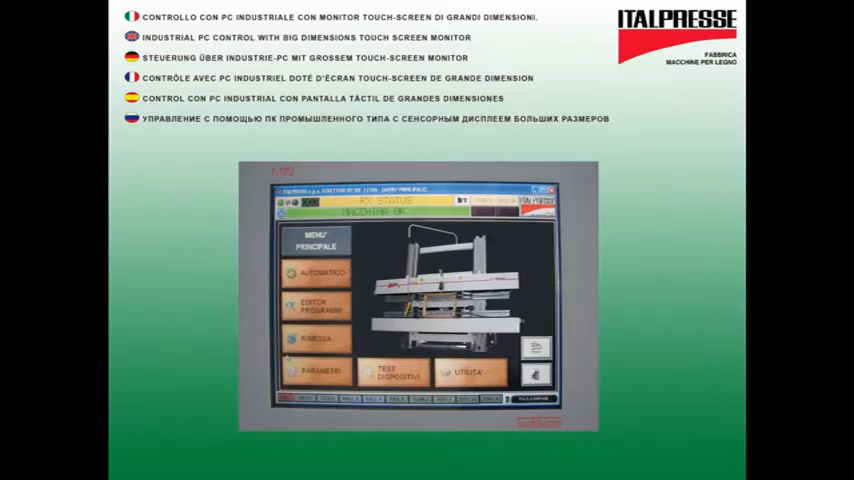 CONTROLLO CON PC INDUSTRIALE CON MONITOR TOUCH-SCREEN DI GRANDI DIMENSIONI.
INDUSTRIAL PC CONTROL WITH BIG DIMENSIONS TOUCH SCREEN MONITOR
STEUERUNG ÜBER INDUSTRIE-PC MIT GROSSEM TOUCH-SCREEN MONITOR
CONTRÔLE AVEC PC INDUSTRIEL DOTÉ D'ÉCRAN TOUCH-SCREEN DE GRANDE DIMENSION
CONTROL CON PC INDUSTRIAL CON PANTALLA TÁCTIL DE GRANDES DIMENSIONES
УПРАВЛЕНИЕ С ПОМОЩЬЮ ПК ПРОМЫШЛЕННОГО ТИПА С СЕНСОРНЫМ ДИСПЛЕЕМ БОЛЬШИХ РАЗМЕРОВ
ITALPRESSE
FABBRICA
MACCHINE PER LEGNO
RX-STATUS
MACCHINA OK
ITALPRESSE
MENU'
PRINCIPALE
AUTOMATICO
EDITOR
PROGRAMMI
RIMESSA
PARAMETRI
TEST
DISPOSITIVI
UTILITA'